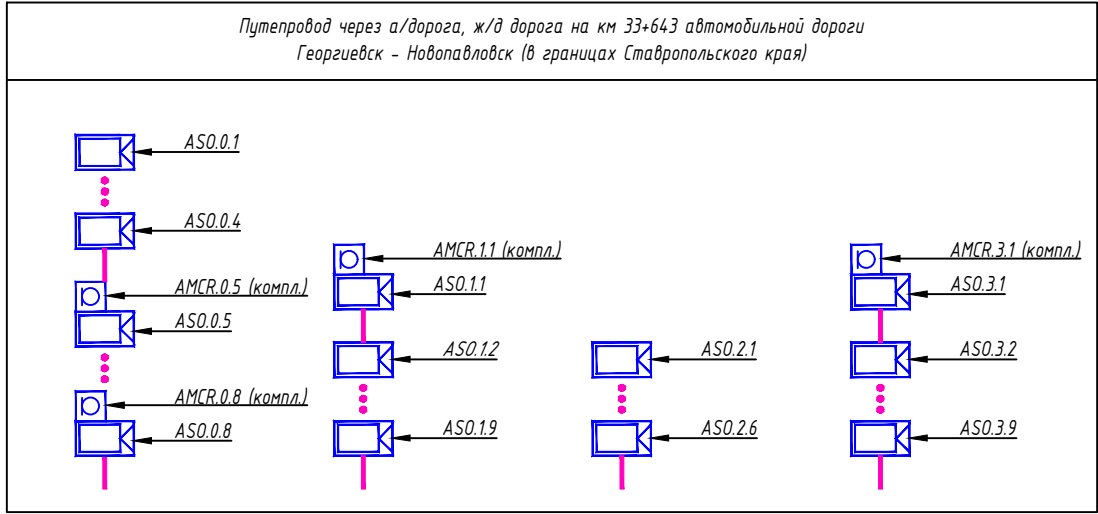 Путепровод через а/дорога, ж/д дорога на км 33+643 автомобильной дороги
Георгиевск - Новопавловск (в границах Ставропольского края)
ASO.0.1
ASO.0.4
AMCR.0.5 (компл.)
ASO.0.5
AMCR.0.8 (компл.)
ASO.0.8
AMCR.1.1 (компл.)
ASO.1.1
ASO.1.2
ASO.1.9
ASO.2.1
ASO.2.6
AMCR.3.1 (компл.)
ASO.3.1
ASO.3.2
ASO.3.9